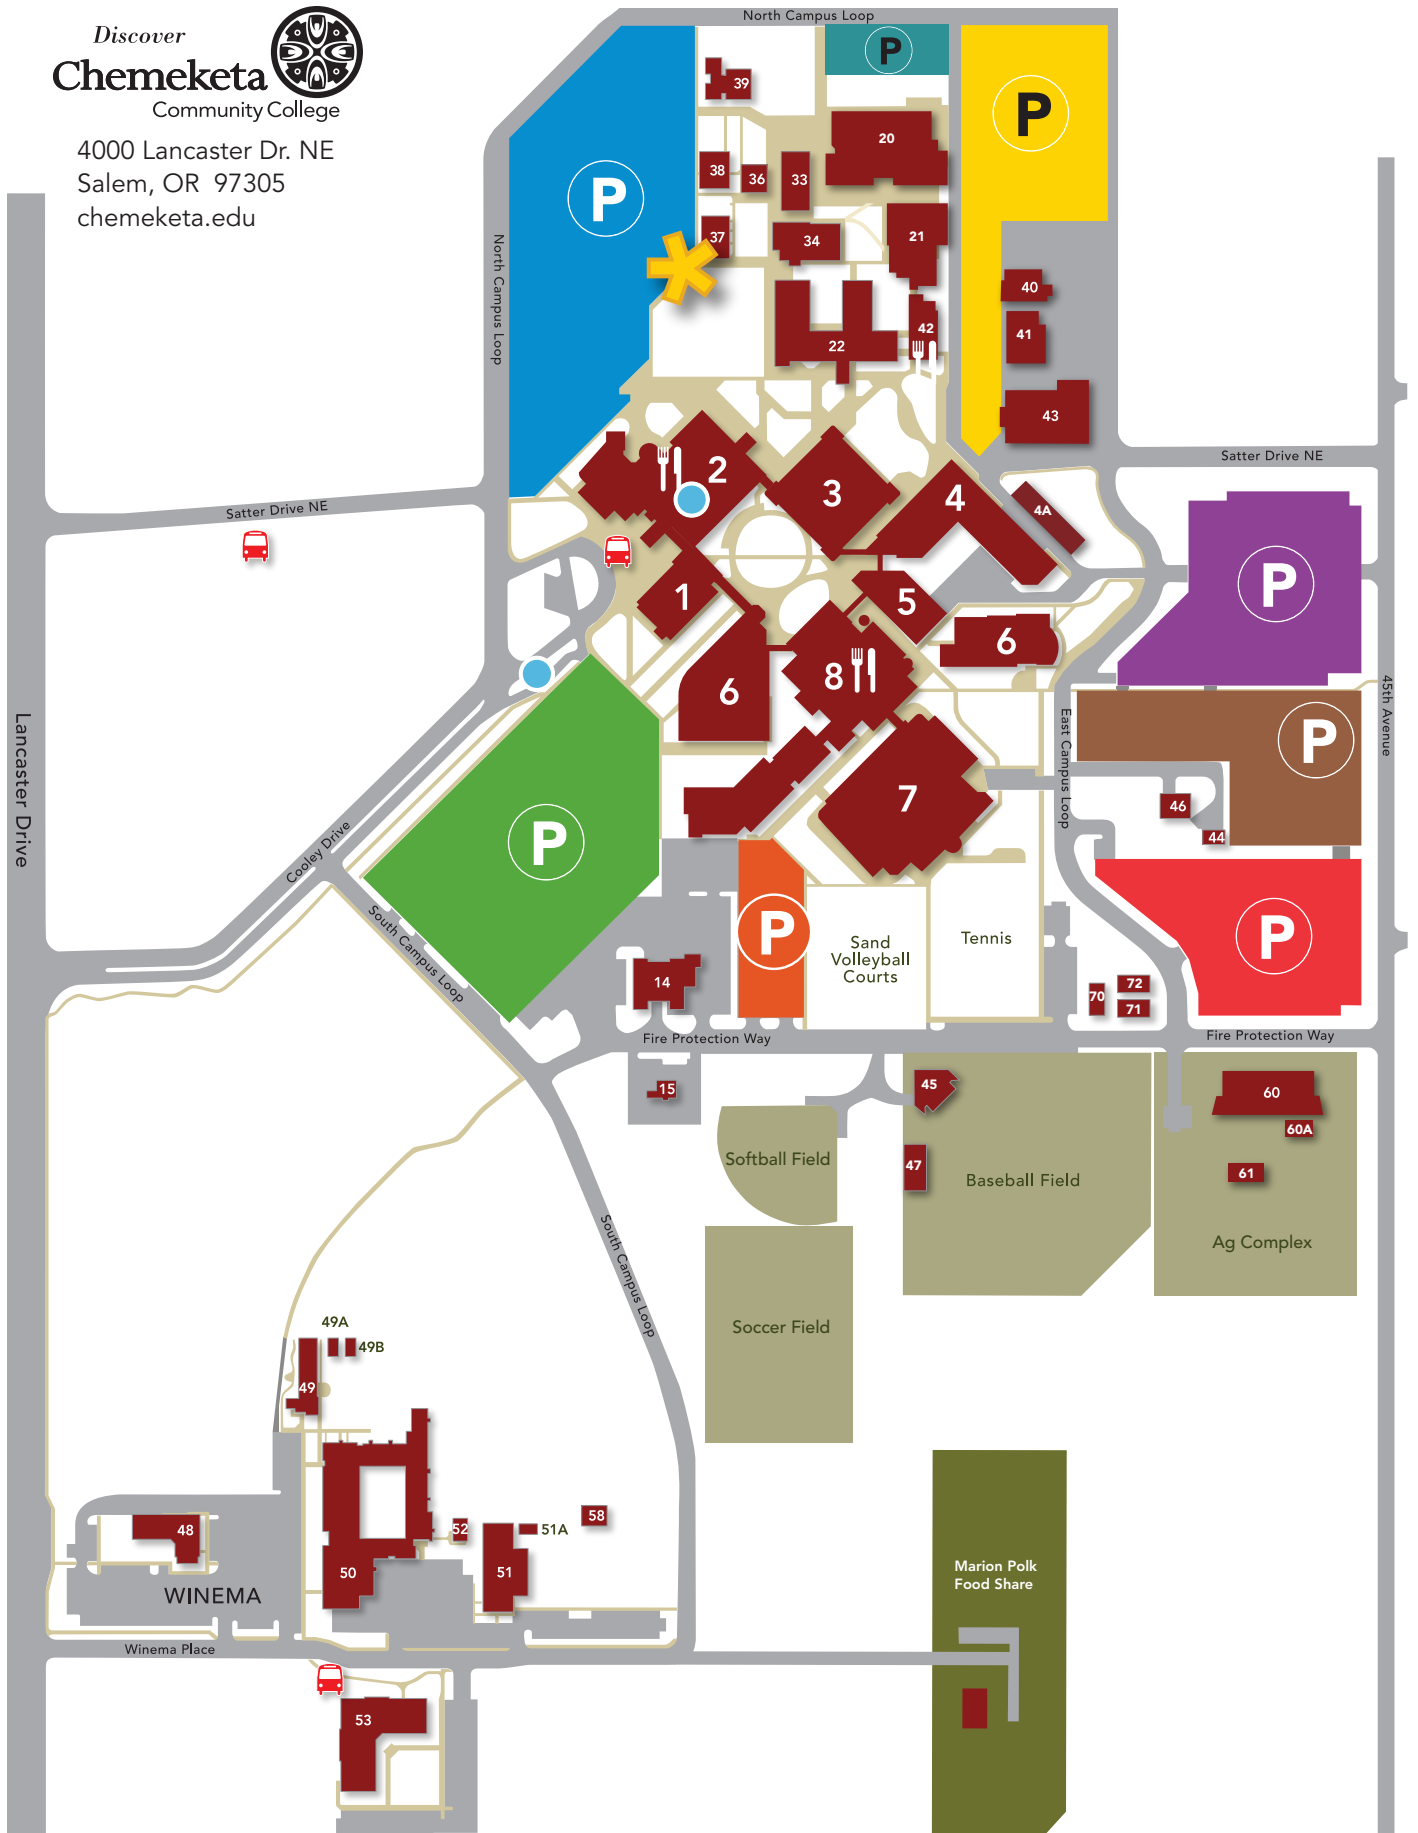 Discover
Chemeketa
Community College
4000 Lancaster Dr. NE
Salem, OR 97305
chemeketa.edu
North Campus Loop
P
P
39
20
38
36
33
P
37
34
21
North Campus Loop
40
41
42
22
43
Satter Drive NE
2
3
4
4A
Satter Drive NE
P
1
5
6
8
6
45th Avenue
East Campus Loop
P
Lancaster Drive
7
46
44
P
Cooley Drive
South Campus Loop
P
Sand
Volleyball
Courts
Tennis
P
14
70
72
71
Fire Protection Way
Fire Protection Way
15
45
60
60A
47
61
Softball Field
Baseball Field
Ag Complex
South Campus Loop
Soccer Field
49A
49B
49
48
52
51A
58
50
51
WINEMA
Marion Polk
Food Share
Winema Place
53